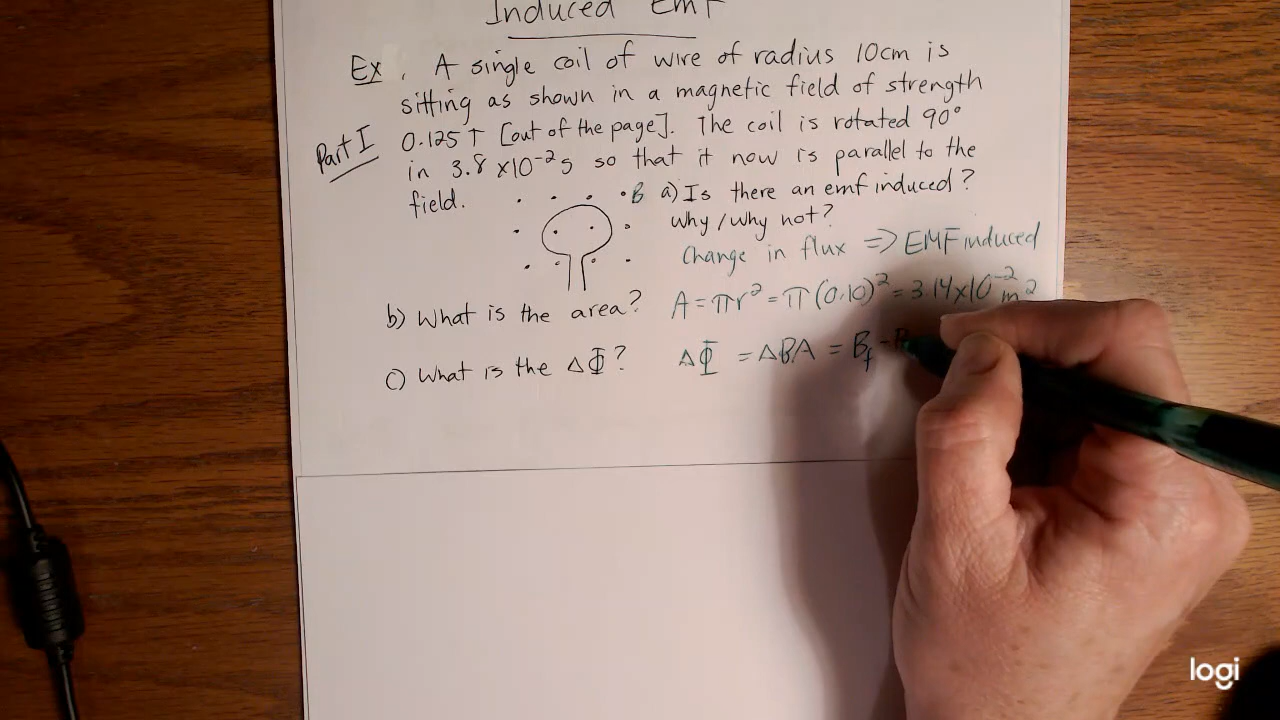 Induced EMF
Ex. A single coil of wire of radius 10cm is
sitting as shown in a magnetic field of strength
Part I
0.125 T [out of the page]. The coil is rotated 90°
in 3.8 x10⁻² s so that it now is parallel to the
field.
B
a) Is there an emf induced?
Why/Why not?
Change in flux => EMF induced
b) What is the area?
A = πr² = π(0.10)² = 3.14x10⁻² m²
c) What is the ΔΦ?
ΔΦ = ΔBA = B_f -
logi